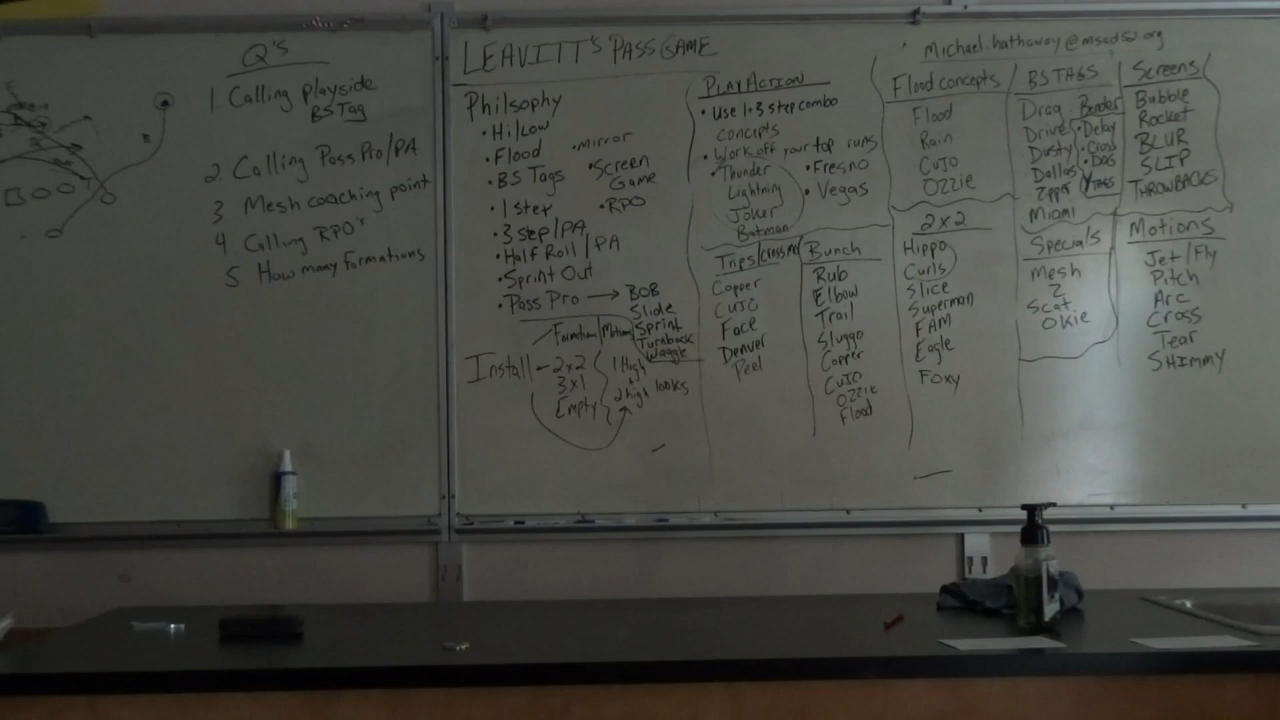 Q's
1. Calling playside
BS Tag
2. Calling Pass Pro/PA
3 Mesh coaching point
4 Calling RPO's
5 How many formations
LEAVITT'S PASS GAME
Michael.hathaway@msad52.org
Philsophy
• Hi/Low
• Flood
• BS Tags
• 1 Step
• 3 step/PA
• Half Roll/PA
• Sprint Out
• Pass Pro → BOB
Slide
Sprint
Turnback
Waggle
• Mirror
• Screen
Game
• RPO
Formation | Motion
Install - 2x2
3x1
Empty
1 High
2 high looks
PLAY ACTION
• Use 1+3 step combo
concepts
• Work off your top runs
• Thunder
Lightning
Joker
Batman
• Fresno
• Vegas
Trips/
Copper
CUJO
Face
Denver
Peel
Bunch
Rub
Elbow
Trail
Sluggo
Copper
CUJO
Ozzie
Flood
Flood concepts
Flood
Rain
CUJO
OZZIE
2x2
Hippo
Curls
Slice
Superman
FAM
Eagle
Foxy
BS TAGS
Drag
Drive
Dusty
Dallas
Zipper
Miami
Bender
• Delay
• Cross
• DAG
Y TAGS
Specials
Mesh
Z
Scat
Okie
Screens
Bubble
Rocket
BLUR
SLIP
THROWBACKS
Motions
Jet/Fly
Pitch
Arc
Cross
Tear
SHIMMY